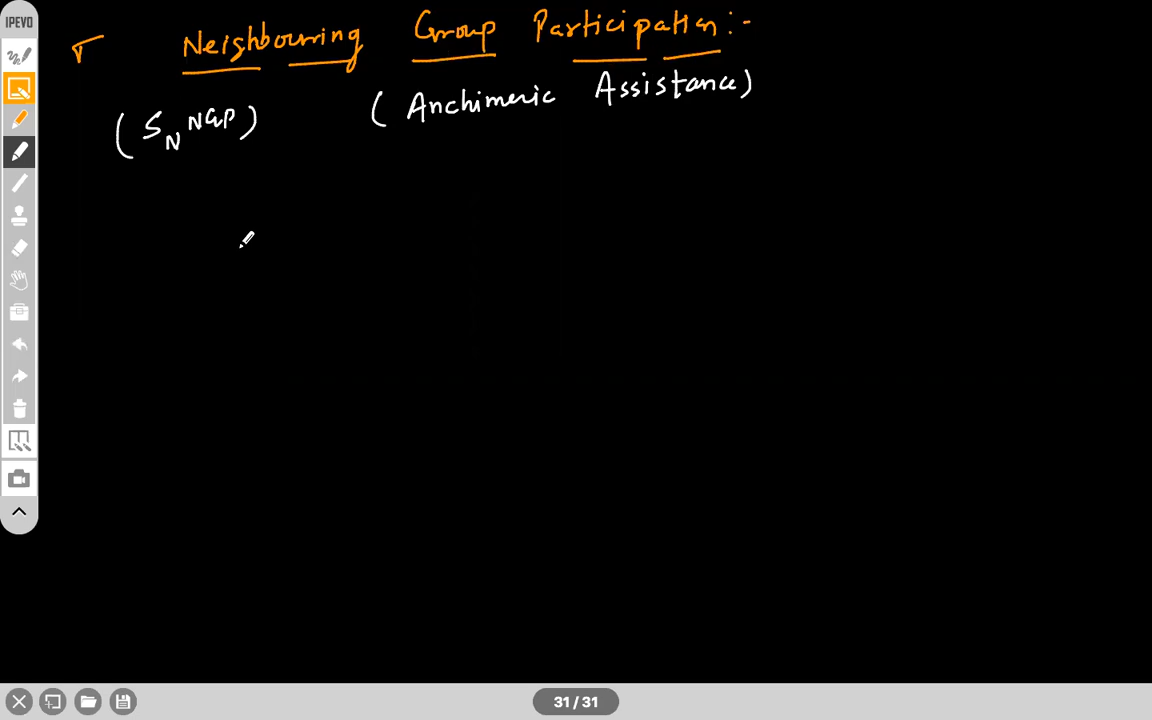 IPEVO
Neighbouring Group Participation :-
(Anchimeric Assistance)
(SN NGP)
31 / 31